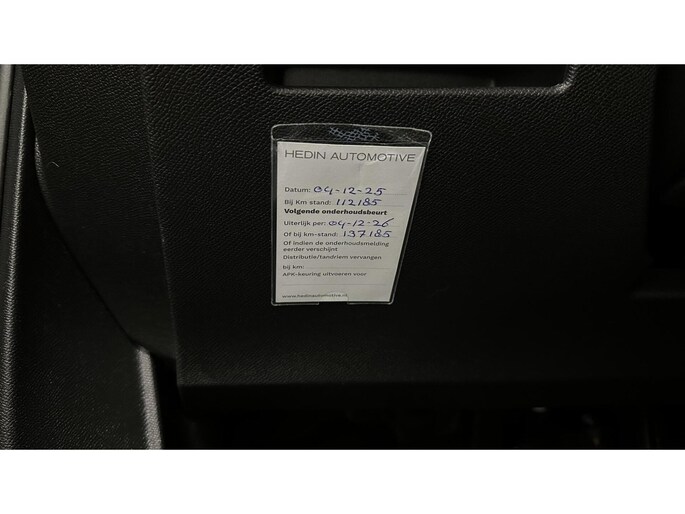 HEDIN AUTOMOTIVE
Datum: 04-12-25
Bij Km stand: 112185
Volgende onderhoudsbeurt
Uiterlijk per: 04-12-26
Of bij km-stand: 137185
Of indien de onderhoudsmelding
eerder verschijnt
Distributie/tandriem vervangen
bij km:
APK-keuring uitvoeren voor
www.hedinautomotive.nl